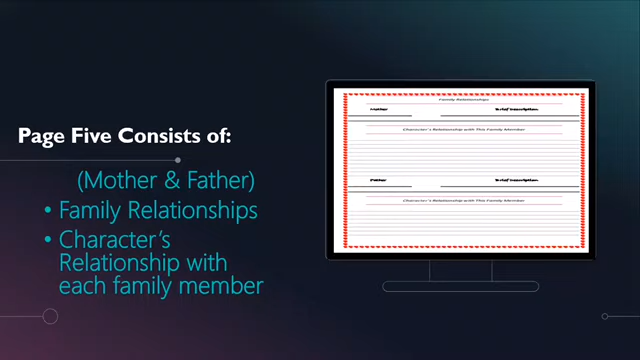 Page Five Consists of:
(Mother & Father)
• Family Relationships
• Character's
Relationship with
each family member
Family Relationships
Mother Brief Description
Character's Relationship with This Family Member
Father Brief Description
Character's Relationship with This Family Member